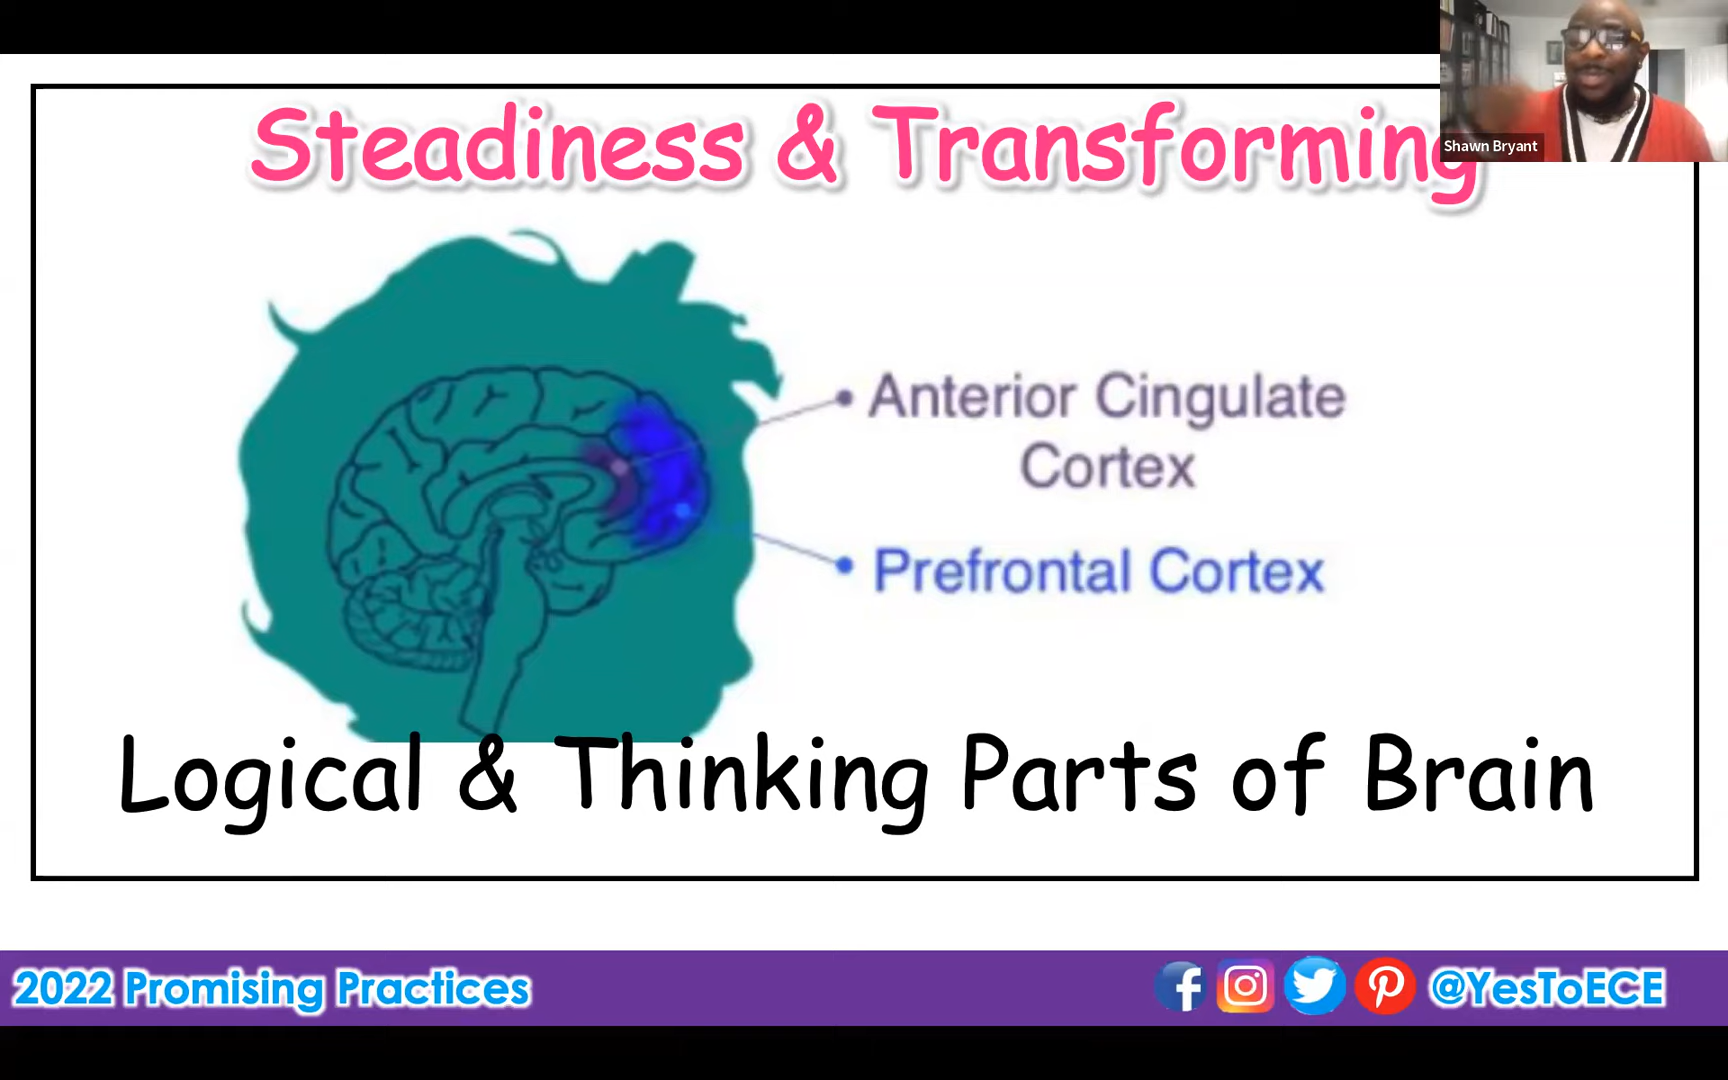 Steadiness & Transforming
Shawn Bryant
Anterior Cingulate
Cortex
Prefrontal Cortex
Logical & Thinking Parts of Brain
2022 Promising Practices
@YesToECE